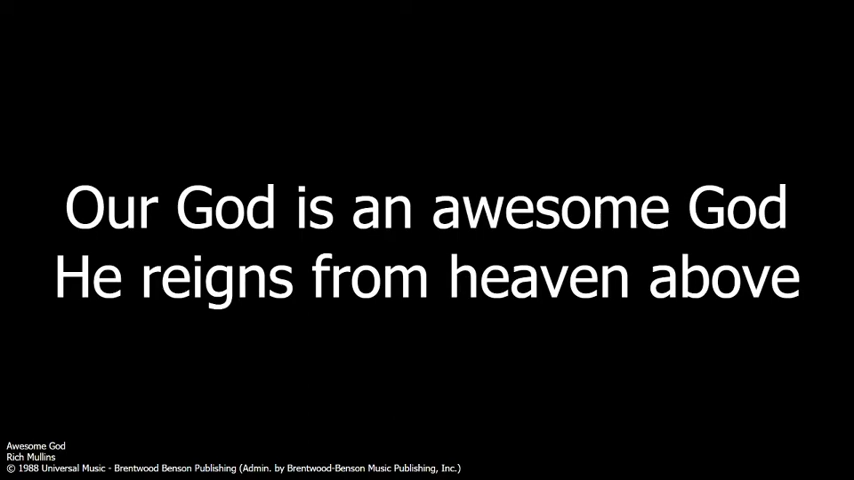 Our God is an awesome God
He reigns from heaven above
Awesome God
Rich Mullins
© 1988 Universal Music - Brentwood Benson Publishing (Admin. by Brentwood-Benson Music Publishing, Inc.)